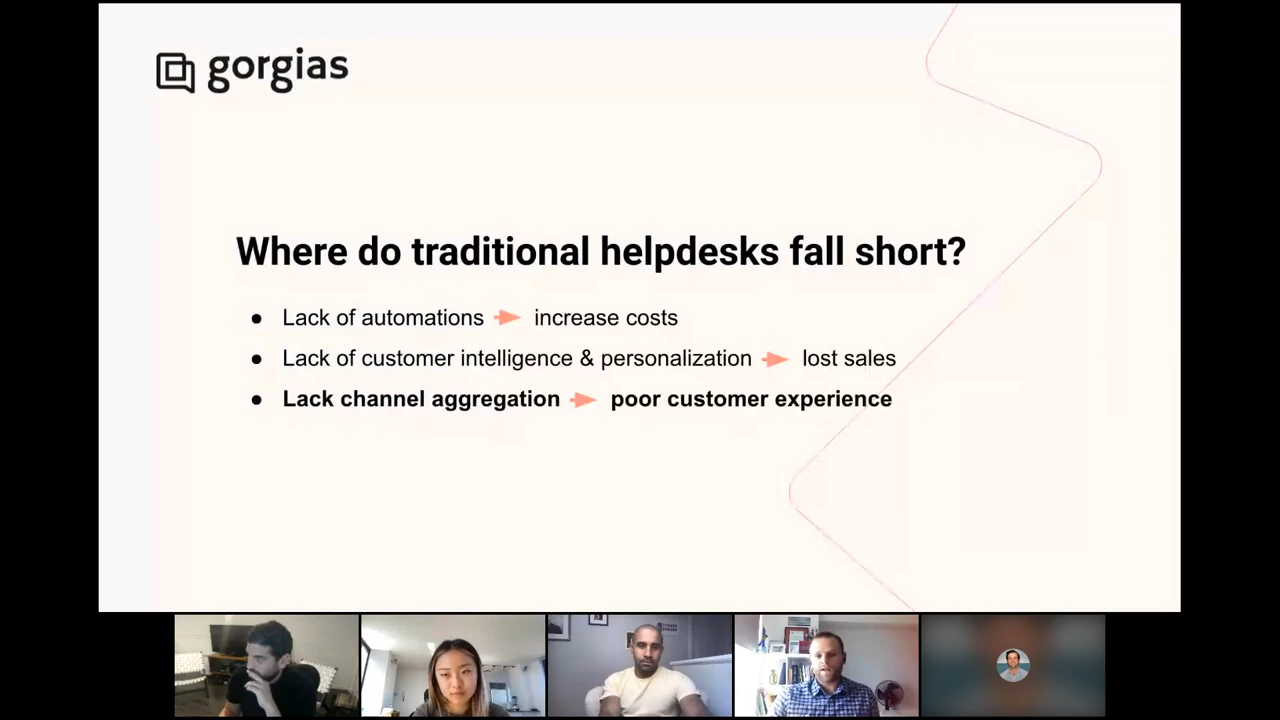 gorgias
Where do traditional helpdesks fall short?
● Lack of automations → increase costs
● Lack of customer intelligence & personalization → lost sales
● Lack channel aggregation → poor customer experience